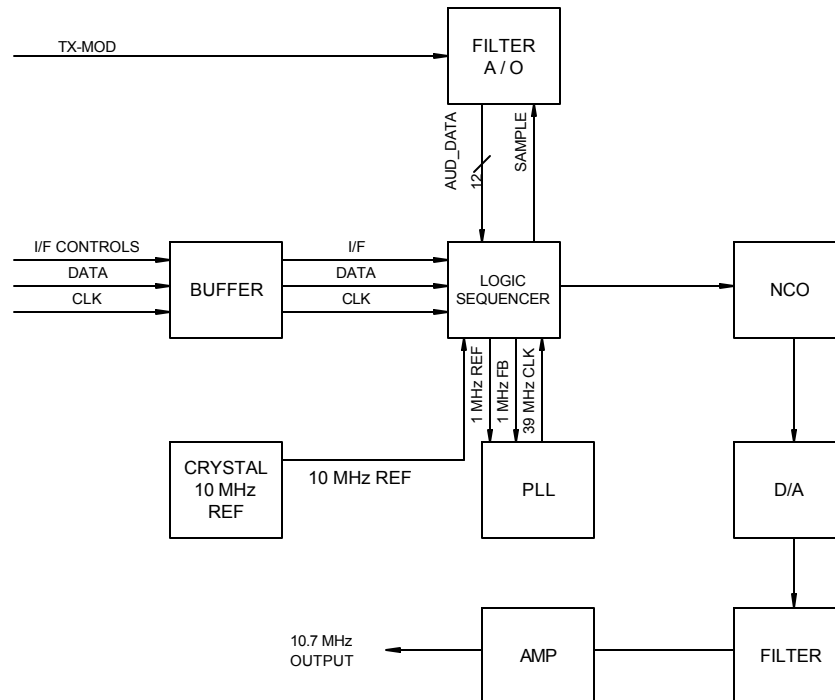 TX-MOD
FILTER
A / O
AUD_DATA
12
SAMPLE
I/F CONTROLS
DATA
CLK
BUFFER
I/F
DATA
CLK
LOGIC
SEQUENCER
NCO
1 MHz REF
1 MHz FB
39 MHz CLK
CRYSTAL
10 MHz
REF
10 MHz REF
PLL
D/A
10.7 MHz
OUTPUT
AMP
FILTER